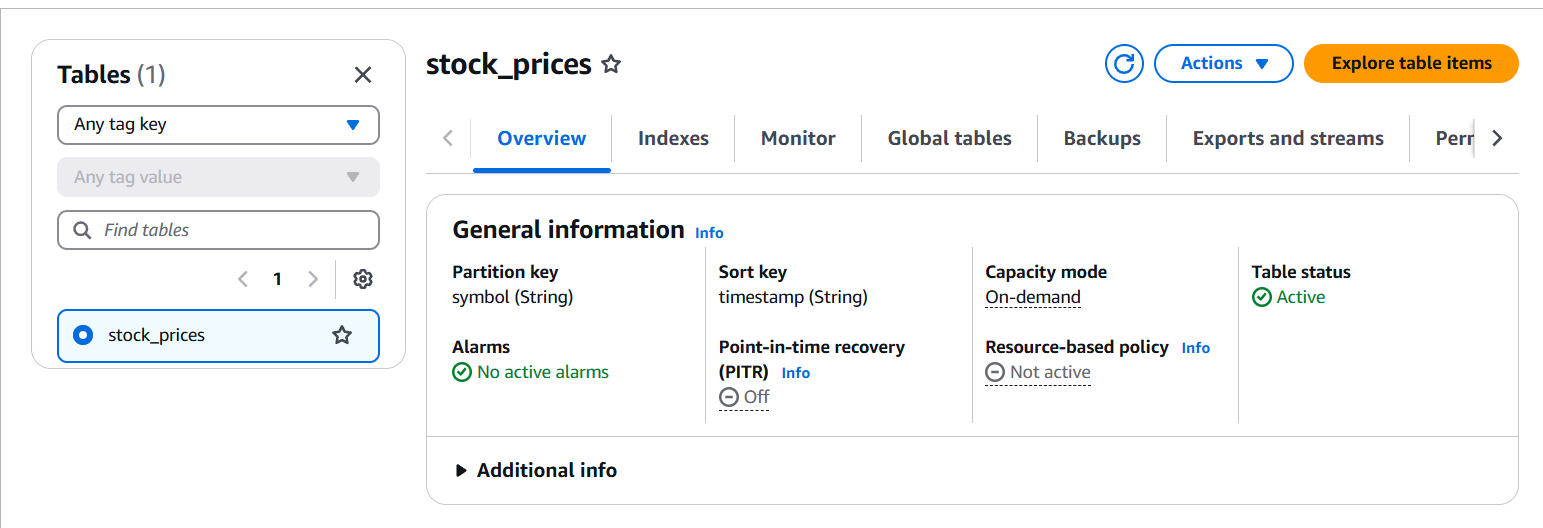 Tables (1)
Any tag key
Any tag value
Find tables
1
stock_prices
stock_prices
Actions
Explore table items
Overview
Indexes
Monitor
Global tables
Backups
Exports and streams
General information Info
Partition key
symbol (String)
Sort key
timestamp (String)
Capacity mode
On-demand
Table status
Active
Alarms
No active alarms
Point-in-time recovery
(PITR) Info
Off
Resource-based policy Info
Not active
Additional info